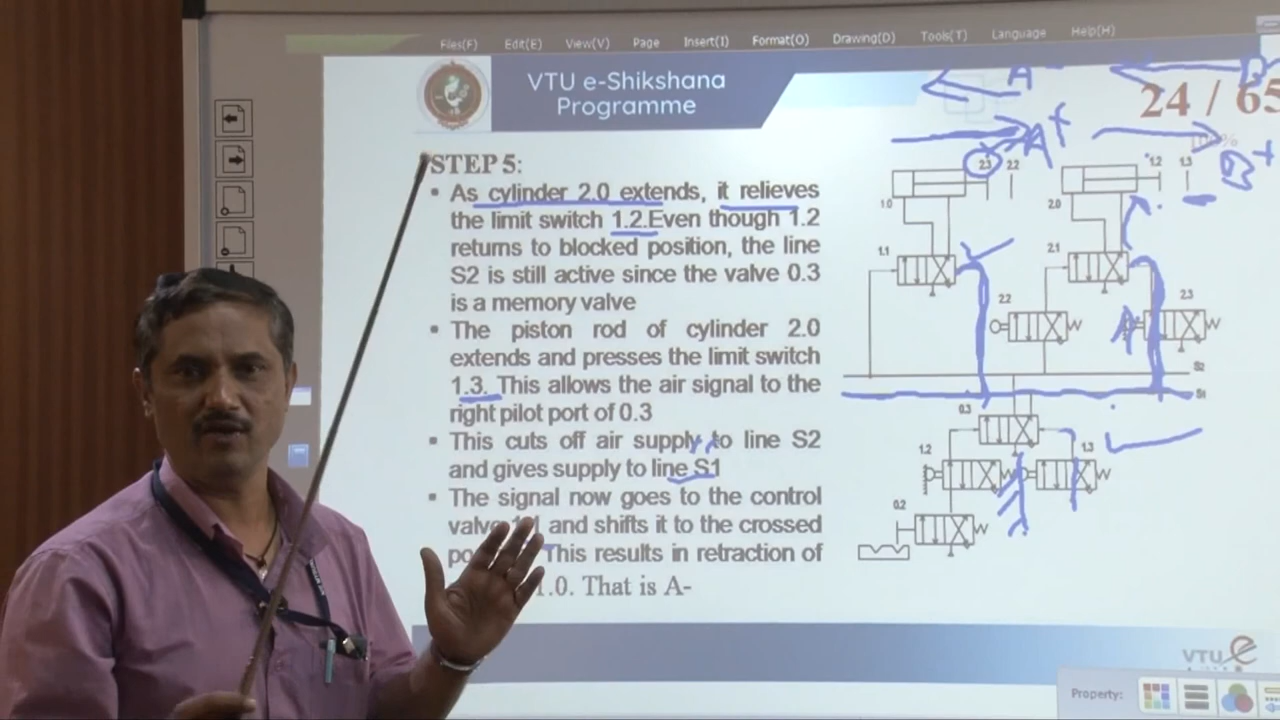 Files(F) Edit(E) View(V) Page Insert(I) Format(O) Drawing(D) Tools(T) Language Help(H)
VTU e-Shikshana
Programme
24 / 65
100%
A
A+
B+
STEP 5:
As cylinder 2.0 extends, it relieves
the limit switch 1.2.Even though 1.2
returns to blocked position, the line
S2 is still active since the valve 0.3
is a memory valve
The piston rod of cylinder 2.0
extends and presses the limit switch
1.3. This allows the air signal to the
right pilot port of 0.3
This cuts off air supply to line S2
and gives supply to line S1
The signal now goes to the control
and shifts it to the crossed
This results in retraction of
1.0. That is A-
2.3 2.2 1.2 1.3
1.0 2.0
1.1 2.1
2.2 2.3
S2
S1
0.3
1.2 1.3
0.2
VTU e
Property: